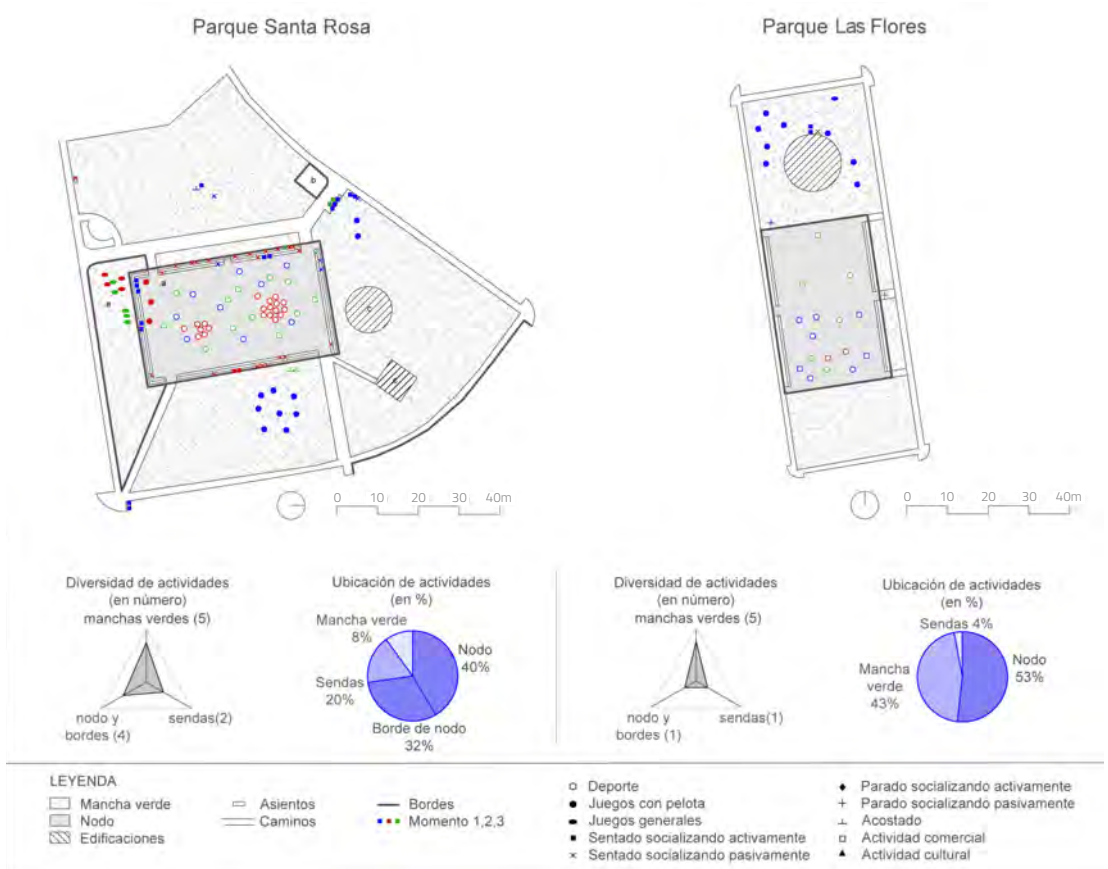 Parque Santa Rosa
Parque Las Flores
b
a
c
0 10 20 30 40m
0 10 20 30 40m
Diversidad de actividades
(en número)
manchas verdes (5)
nodo y
bordes (4)
sendas(2)
Ubicación de actividades
(en %)
Mancha verde
8%
Nodo
40%
Sendas
20%
Borde de nodo
32%
Diversidad de actividades
(en número)
manchas verdes (5)
nodo y
bordes (1)
sendas(1)
Ubicación de actividades
(en %)
Sendas 4%
Nodo
53%
Mancha
verde
43%
LEYENDA
Mancha verde
Nodo
Edificaciones
Asientos
Caminos
Bordes
Momento 1,2,3
Deporte
Juegos con pelota
Juegos generales
Sentado socializando activamente
Sentado socializando pasivamente
Parado socializando activamente
Parado socializando pasivamente
Acostado
Actividad comercial
Actividad cultural